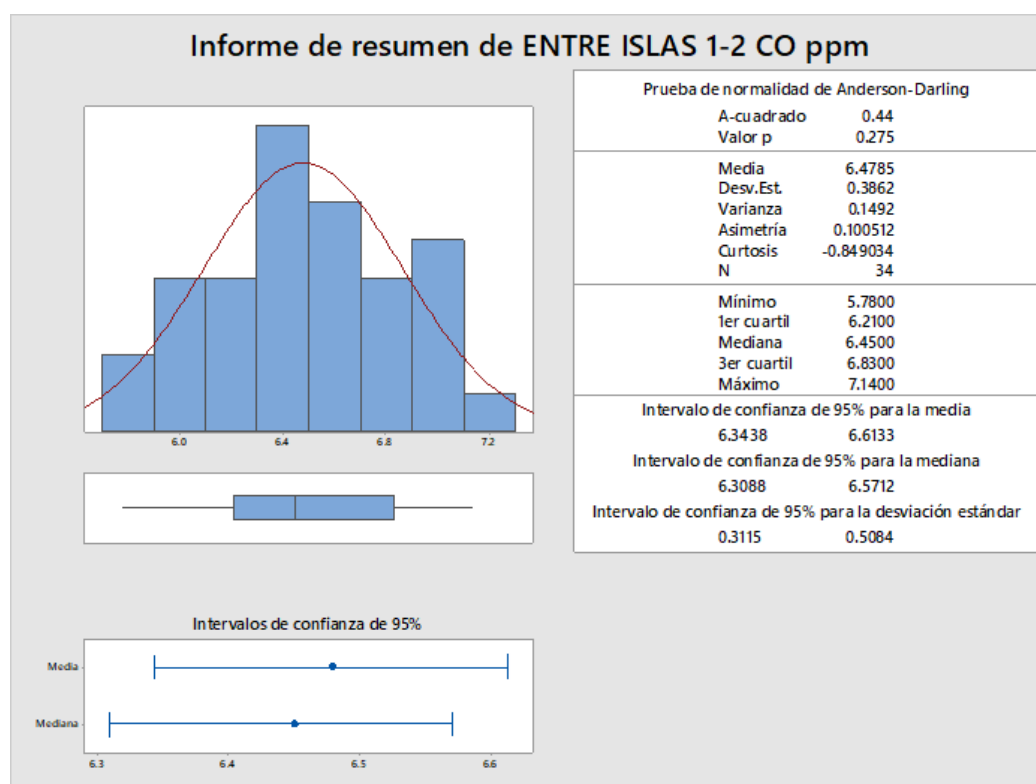 Informe de resumen de ENTRE ISLAS 1-2 CO ppm
6.0 6.4 6.8 7.2
Prueba de normalidad de Anderson-Darling
A-cuadrado 0.44
Valor p 0.275
Media 6.4785
Desv.Est. 0.3862
Varianza 0.1492
Asimetría 0.100512
Curtosis -0.849034
N 34
Mínimo 5.7800
1er cuartil 6.2100
Mediana 6.4500
3er cuartil 6.8300
Máximo 7.1400
Intervalo de confianza de 95% para la media
6.3438 6.6133
Intervalo de confianza de 95% para la mediana
6.3088 6.5712
Intervalo de confianza de 95% para la desviación estándar
0.3115 0.5084
Intervalos de confianza de 95%
Media
Mediana
6.3 6.4 6.5 6.6